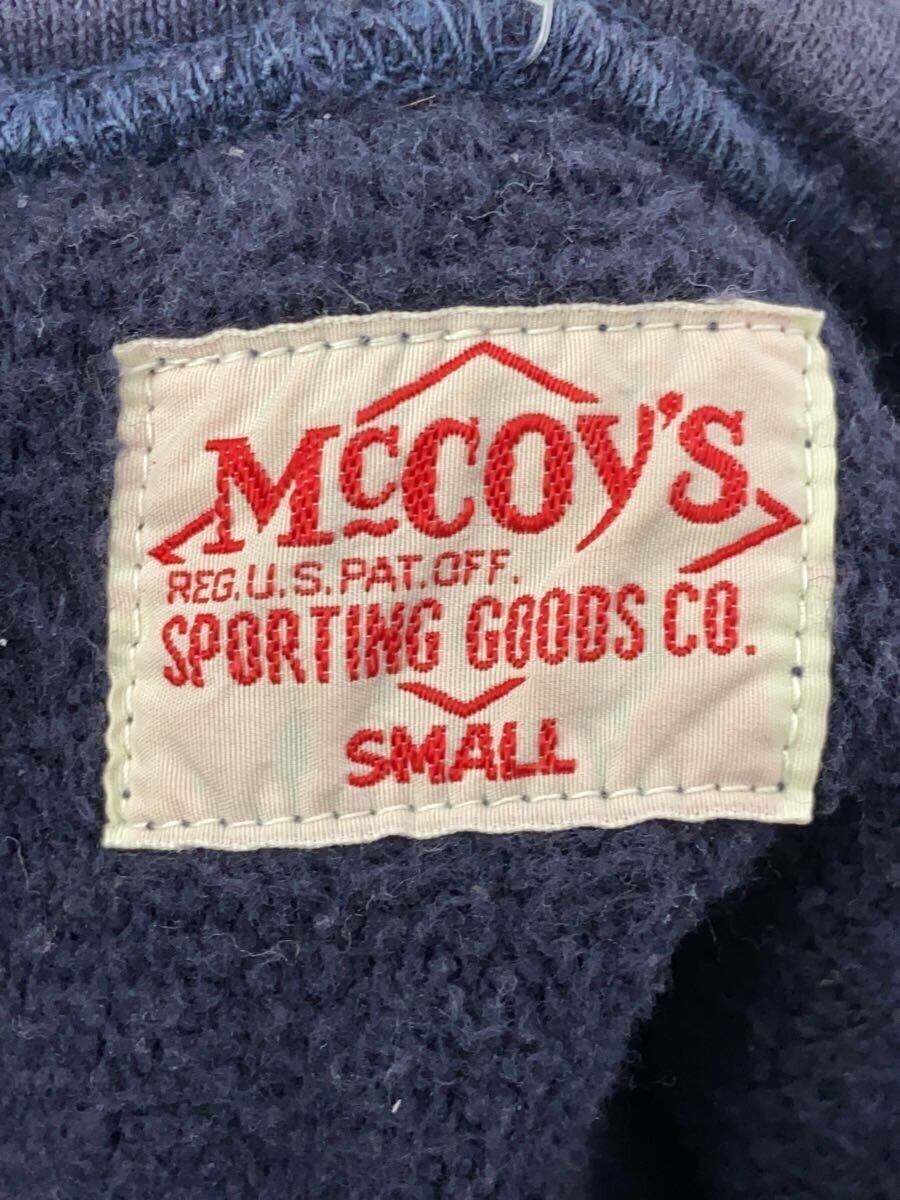 McCOY'S
REG. U.S. PAT. OFF.
SPORTING GOODS CO.
SMALL